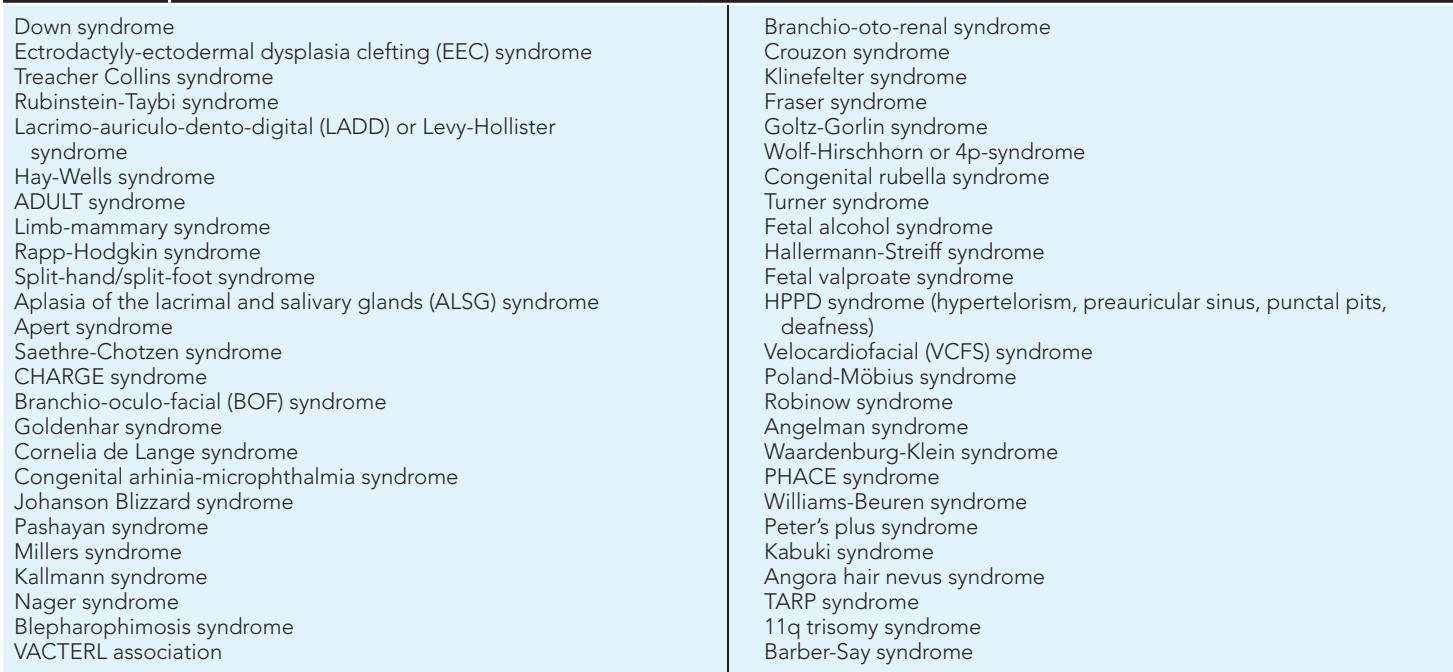 Down syndrome
Ectrodactyly-ectodermal dysplasia clefting (EEC) syndrome
Treacher Collins syndrome
Rubinstein-Taybi syndrome
Lacrimo-auriculo-dento-digital (LADD) or Levy-Hollister
syndrome
Hay-Wells syndrome
ADULT syndrome
Limb-mammary syndrome
Rapp-Hodgkin syndrome
Split-hand/split-foot syndrome
Aplasia of the lacrimal and salivary glands (ALSG) syndrome
Apert syndrome
Saethre-Chotzen syndrome
CHARGE syndrome
Branchio-oculo-facial (BOF) syndrome
Goldenhar syndrome
Cornelia de Lange syndrome
Congenital arhinia-microphthalmia syndrome
Johanson Blizzard syndrome
Pashayan syndrome
Millers syndrome
Kallmann syndrome
Nager syndrome
Blepharophimosis syndrome
VACTERL association
Branchio-oto-renal syndrome
Crouzon syndrome
Klinefelter syndrome
Fraser syndrome
Goltz-Gorlin syndrome
Wolf-Hirschhorn or 4p-syndrome
Congenital rubella syndrome
Turner syndrome
Fetal alcohol syndrome
Hallermann-Streiff syndrome
Fetal valproate syndrome
HPPD syndrome (hypertelorism, preauricular sinus, punctal pits,
deafness)
Velocardiofacial (VCFS) syndrome
Poland-Möbius syndrome
Robinow syndrome
Angelman syndrome
Waardenburg-Klein syndrome
PHACE syndrome
Williams-Beuren syndrome
Peter’s plus syndrome
Kabuki syndrome
Angora hair nevus syndrome
TARP syndrome
11q trisomy syndrome
Barber-Say syndrome